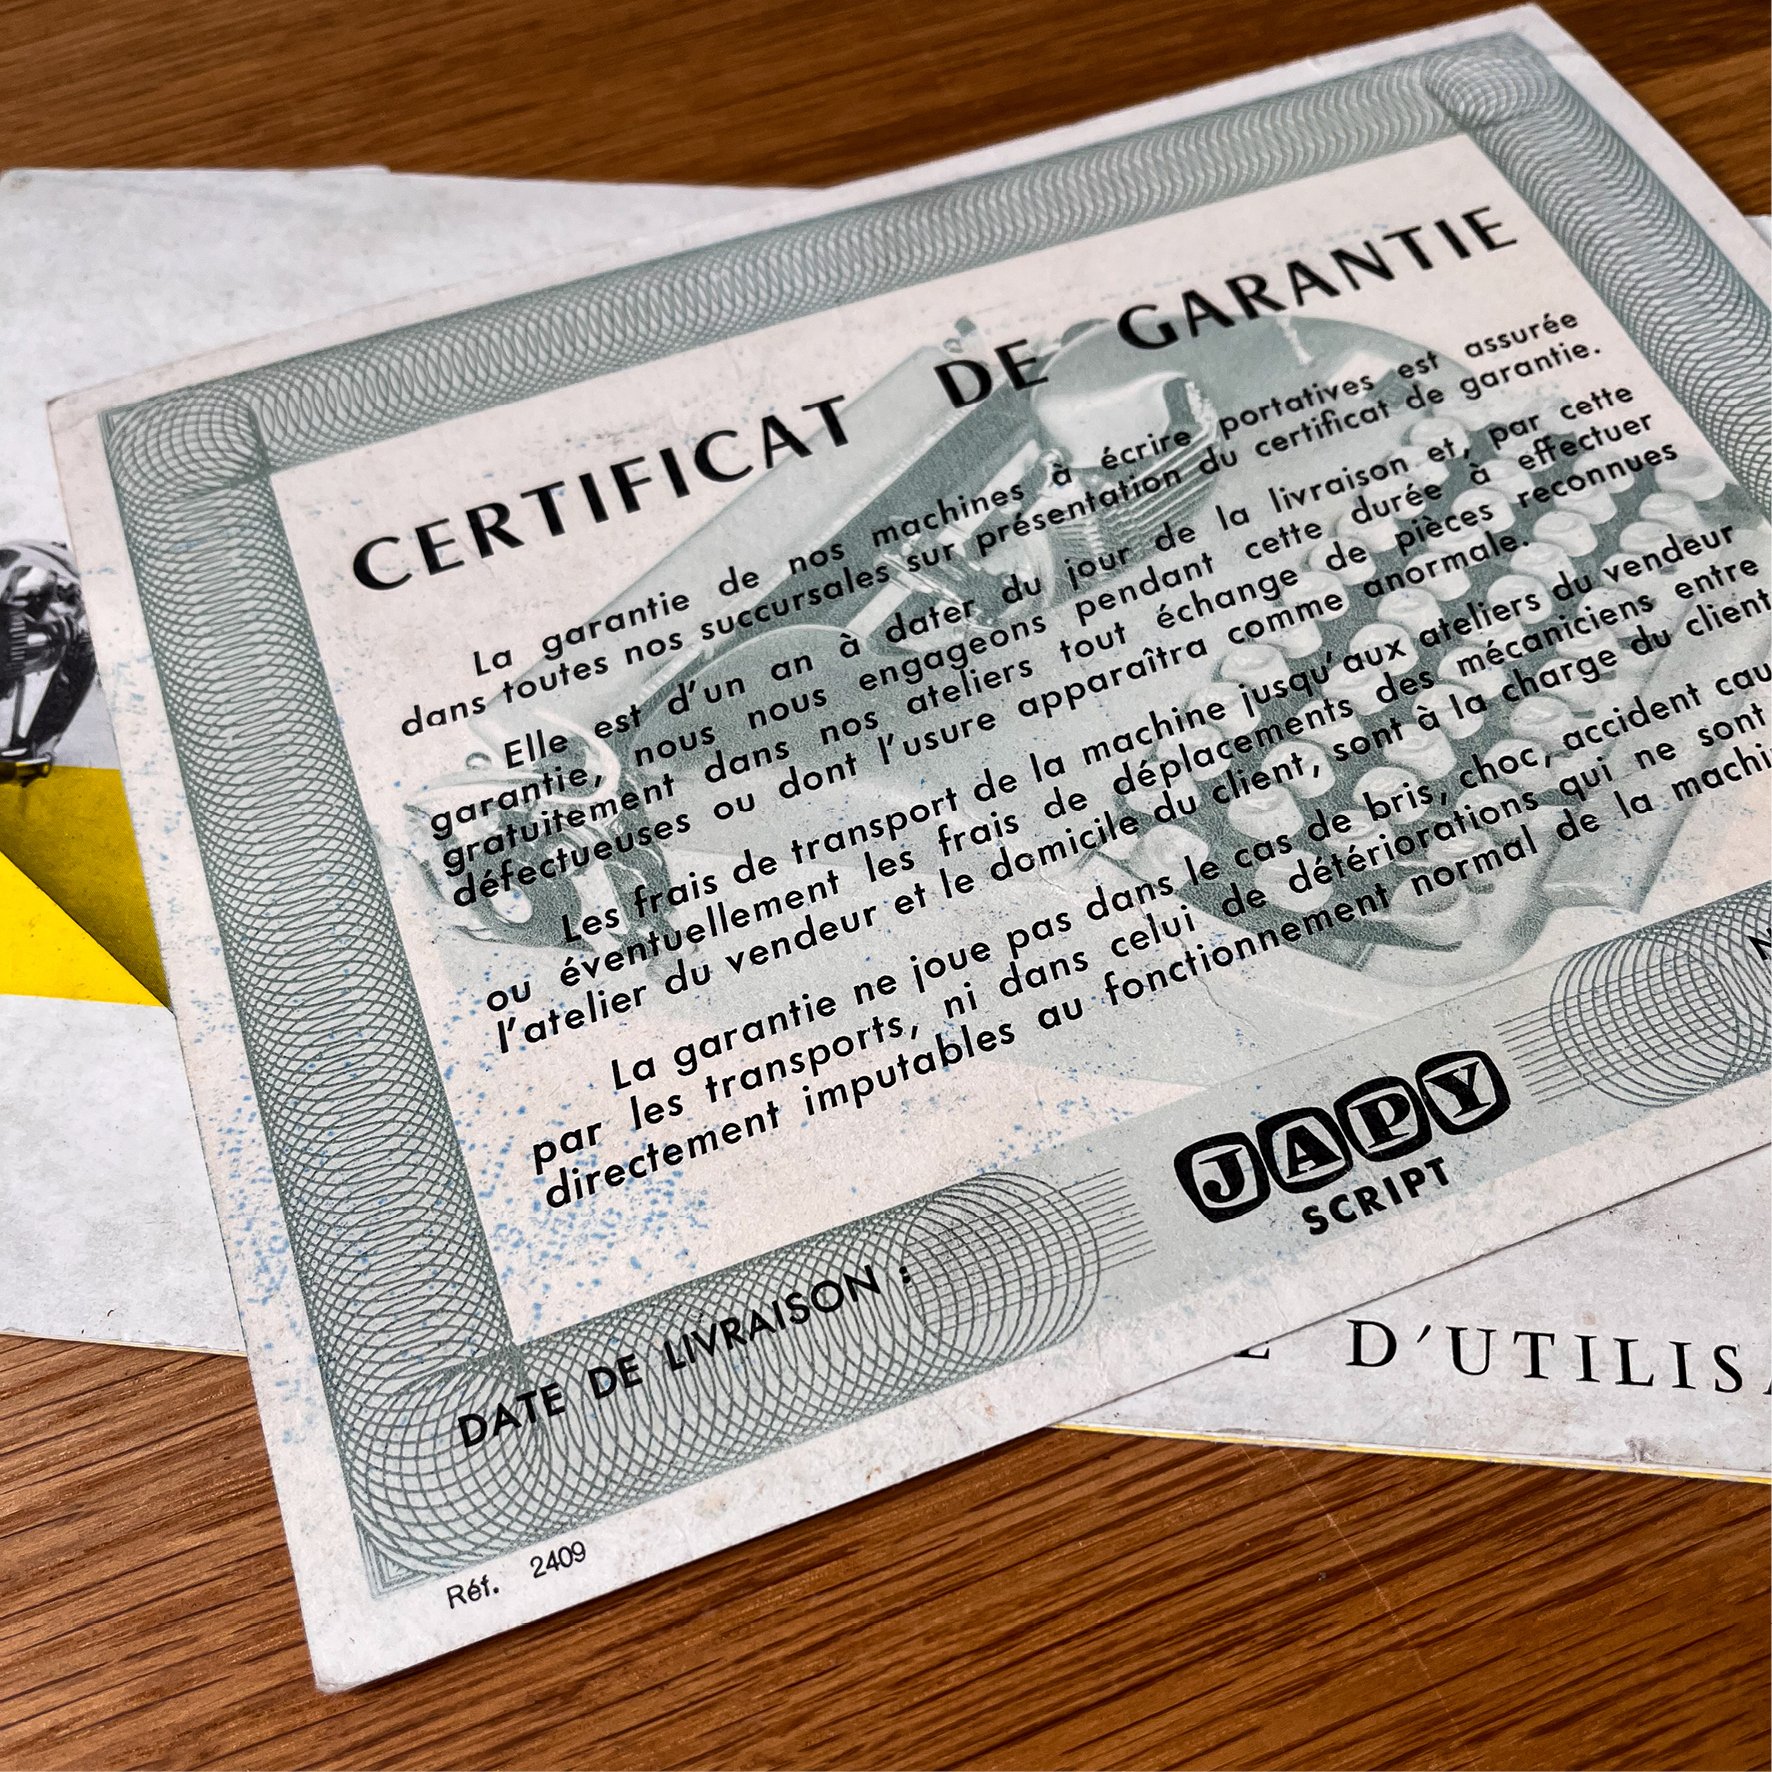 CERTIFICAT DE GARANTIE
La garantie de nos machines à écrire portatives est assurée
dans toutes nos succursales sur présentation du certificat de garantie.
Elle est d'un an à dater du jour de la livraison et, par cette
garantie, nous nous engageons pendant cette durée à effectuer
gratuitement dans nos ateliers tout échange de pièces reconnues
défectueuses ou dont l'usure apparaîtra comme anormale.
Les frais de transport de la machine jusqu'aux ateliers du vendeur
ou éventuellement les frais de déplacements des mécaniciens entre
l'atelier du vendeur et le domicile du client, sont à la charge du client
La garantie ne joue pas dans le cas de bris, choc, accident cau
par les transports, ni dans celui de détériorations qui ne sont
directement imputables au fonctionnement normal de la machi
JAPY
SCRIPT
DATE DE LIVRAISON :
Réf. 2409
D'UTILIS